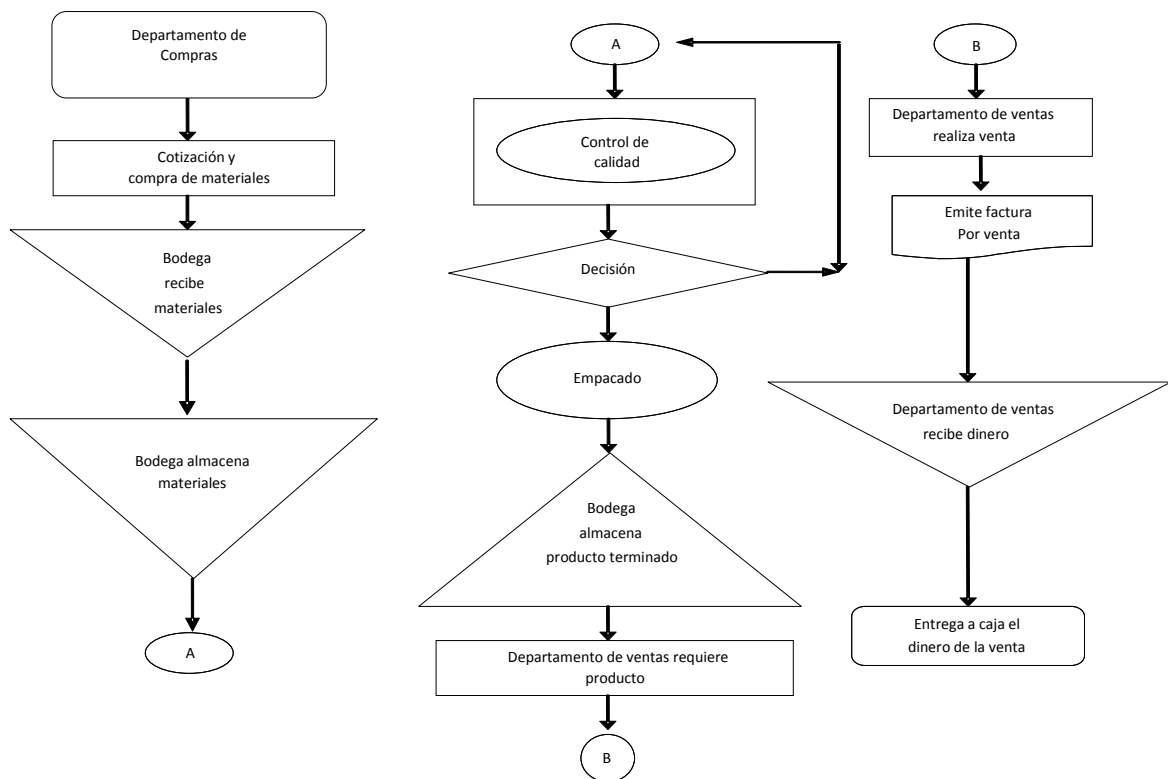 Departamento de
Compras
Cotización y
compra de materiales
Bodega
recibe
materiales
Bodega almacena
materiales
A
A
Control de
calidad
Decisión
Empacado
Bodega
almacena
producto terminado
Departamento de ventas requiere
producto
B
B
Departamento de ventas
realiza venta
Emite factura
Por venta
Departamento de ventas
recibe dinero
Entrega a caja el
dinero de la venta